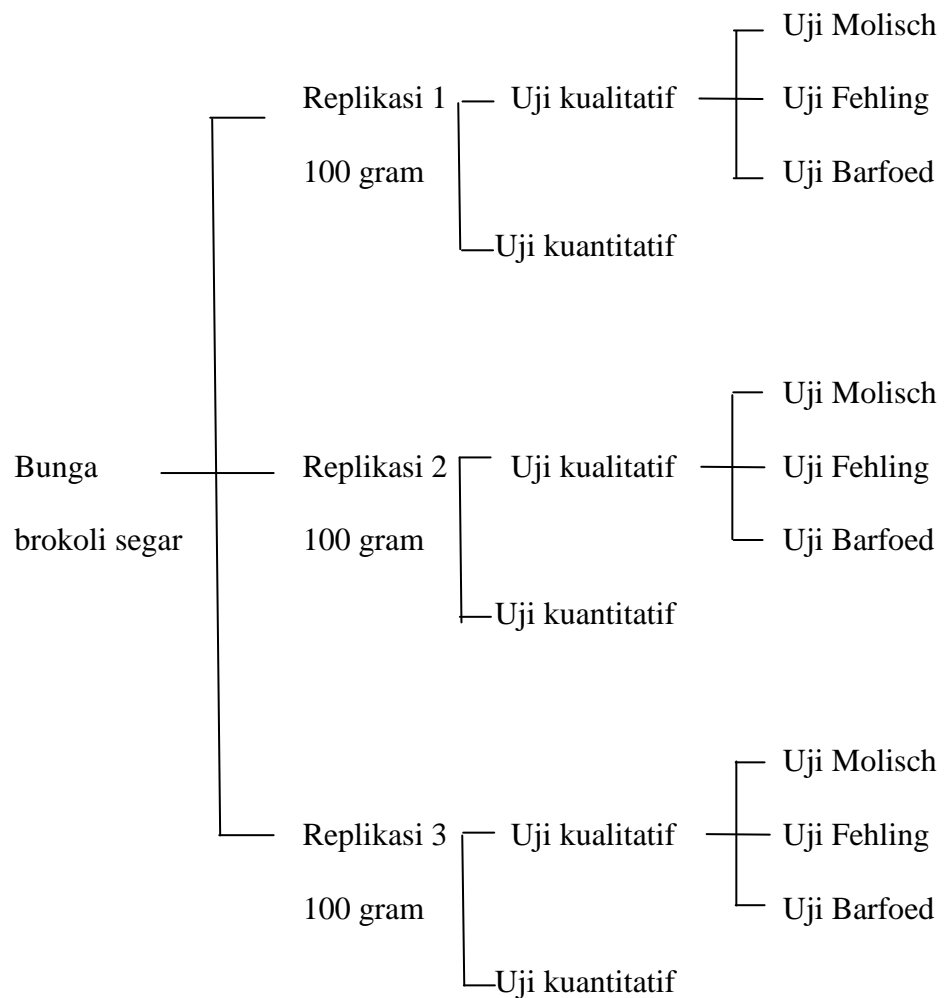 Uji Molisch
Replikasi 1 Uji kualitatif Uji Fehling
100 gram Uji Barfoed
Uji kuantitatif
Uji Molisch
Bunga Replikasi 2 Uji kualitatif Uji Fehling
brokoli segar 100 gram Uji Barfoed
Uji kuantitatif
Uji Molisch
Replikasi 3 Uji kualitatif Uji Fehling
100 gram Uji Barfoed
Uji kuantitatif